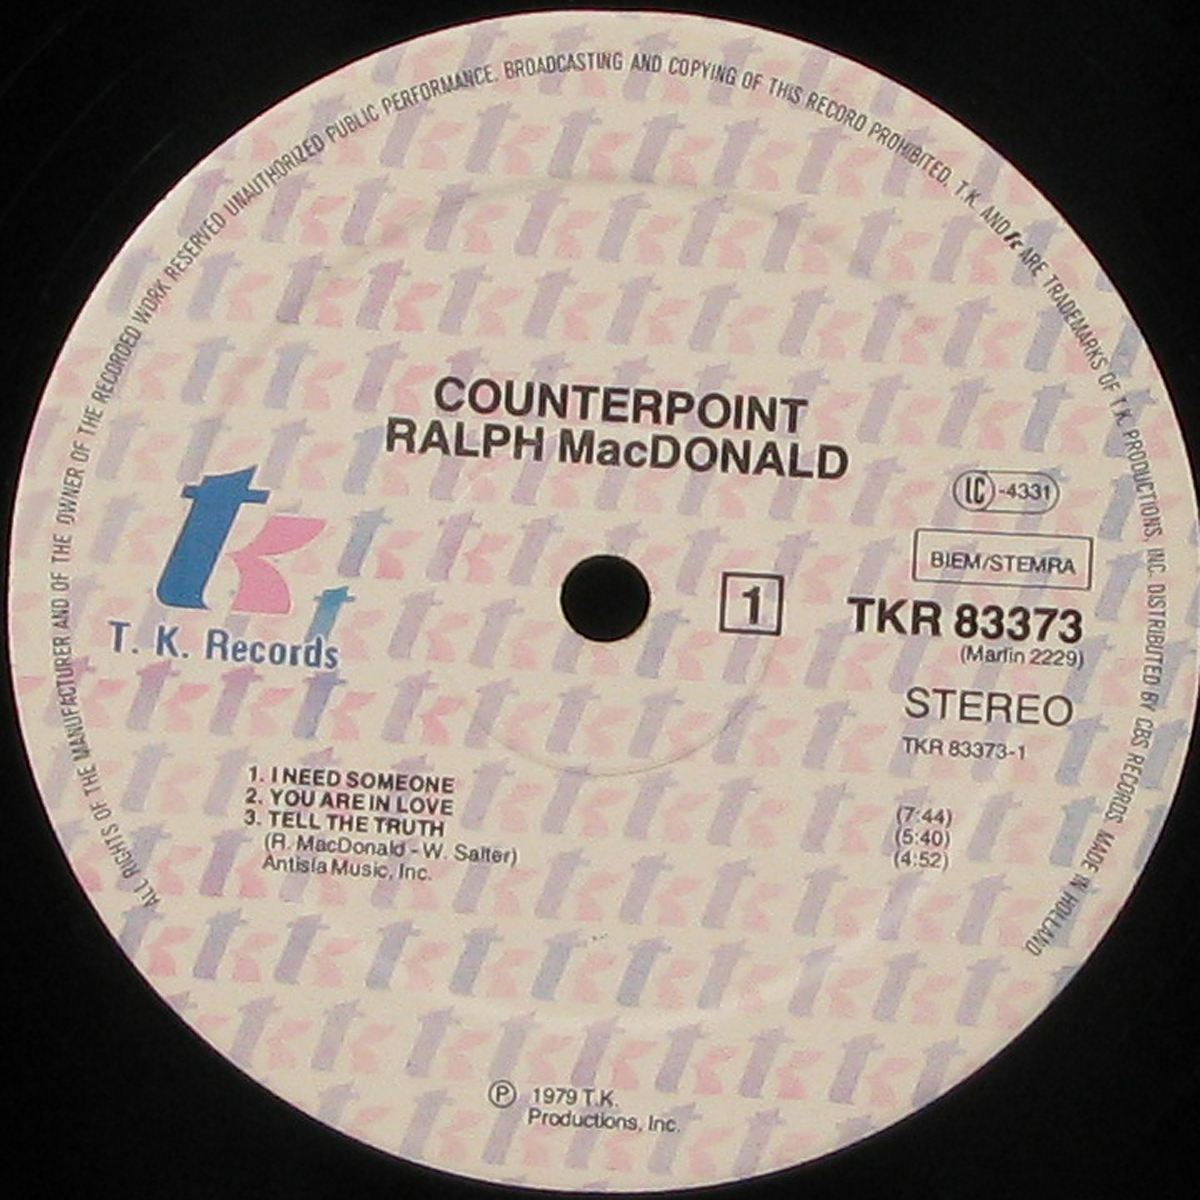 ALL RIGHTS OF THE MANUFACTURER AND OF THE OWNER OF THE RECORDED WORK RESERVED UNAUTHORIZED PUBLIC PERFORMANCE. BROADCASTING AND COPYING OF THIS RECORD PROHIBITED. T.K. AND tk ARE TRADEMARKS OF T.K. PRODUCTIONS, INC. DISTRIBUTED BY CBS RECORDS MADE IN HOLLAND
COUNTERPOINT
RALPH MacDONALD
LC-4331
BIEM/STEMRA
tk
1
TKR 83373
T. K. Records
(Marlin 2229)
STEREO
TKR 83373-1
1. I NEED SOMEONE (7:44)
2. YOU ARE IN LOVE (5:40)
3. TELL THE TRUTH (4:52)
(R. MacDonald - W. Salter)
Antisia Music, Inc.
Ⓟ 1979 T.K.
Productions, Inc.